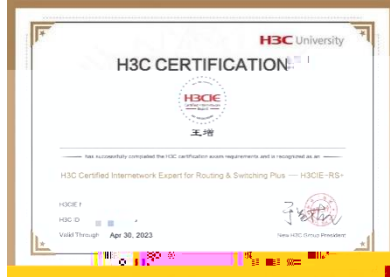 H3C University
H3C CERTIFICATION
H3CIE
王增
has successfully completed the H3C certification exam requirements and is recognized as an
H3C Certified Internetwork Expert for Routing & Switching Plus — H3CIE-RS+
H3CIE
H3C
Valid Through Apr 30, 2023
New H3C Group President